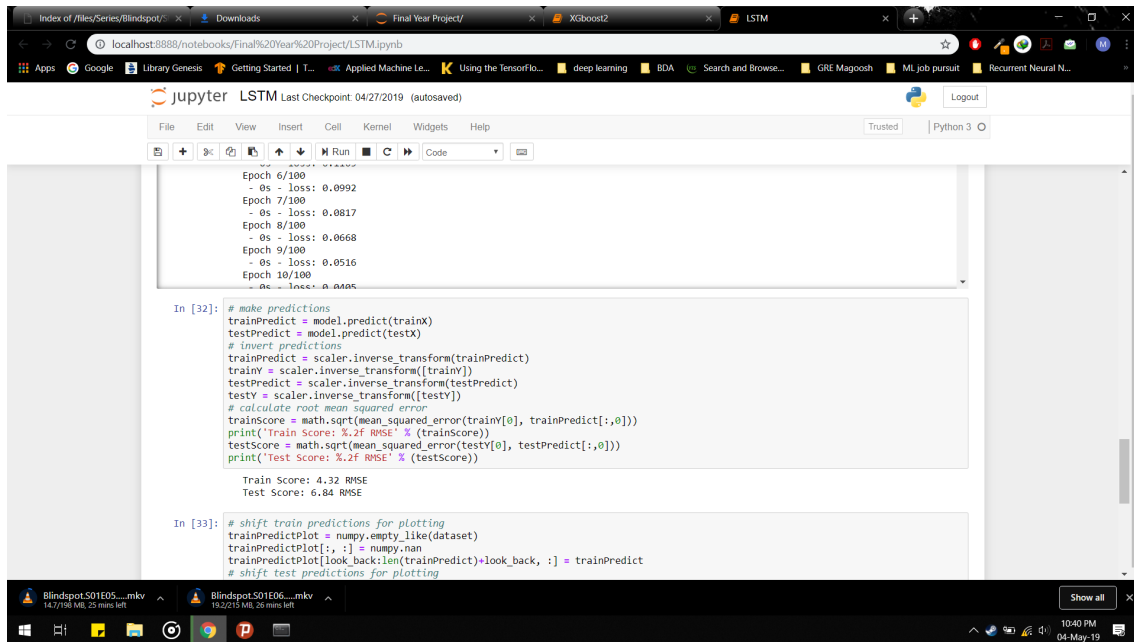 Index of /files/Series/Blindspot/S
Downloads
Final Year Project/
XGboost2
LSTM
localhost:8888/notebooks/Final%20Year%20Project/LSTM.ipynb
M
Apps
Google
Library Genesis
Getting Started | T...
Applied Machine Le...
Using the TensorFlo...
deep learning
BDA
Search and Browse...
GRE Magoosh
ML job pursuit
Recurrent Neural N...
jupyter LSTM Last Checkpoint: 04/27/2019 (autosaved)
Logout
File Edit View Insert Cell Kernel Widgets Help
Trusted
Python 3
Run
Code
Epoch 6/100
- 0s - loss: 0.0992
Epoch 7/100
- 0s - loss: 0.0817
Epoch 8/100
- 0s - loss: 0.0668
Epoch 9/100
- 0s - loss: 0.0516
Epoch 10/100
- 0s - loss: 0.0405
In [32]:
# make predictions
trainPredict = model.predict(trainX)
testPredict = model.predict(testX)
# invert predictions
trainPredict = scaler.inverse_transform(trainPredict)
trainY = scaler.inverse_transform([trainY])
testPredict = scaler.inverse_transform(testPredict)
testY = scaler.inverse_transform([testY])
# calculate root mean squared error
trainScore = math.sqrt(mean_squared_error(trainY[0], trainPredict[:,0]))
print('Train Score: %.2f RMSE' % (trainScore))
testScore = math.sqrt(mean_squared_error(testY[0], testPredict[:,0]))
print('Test Score: %.2f RMSE' % (testScore))
Train Score: 4.32 RMSE
Test Score: 6.84 RMSE
In [33]:
# shift train predictions for plotting
trainPredictPlot = numpy.empty_like(dataset)
trainPredictPlot[:, :] = numpy.nan
trainPredictPlot[look_back:len(trainPredict)+look_back, :] = trainPredict
# shift test predictions for plotting
Blindspot.S01E05.....mkv
14.7/198 MB, 25 mins left
Blindspot.S01E06.....mkv
19.2/215 MB, 26 mins left
Show all
10:40 PM
04-May-19